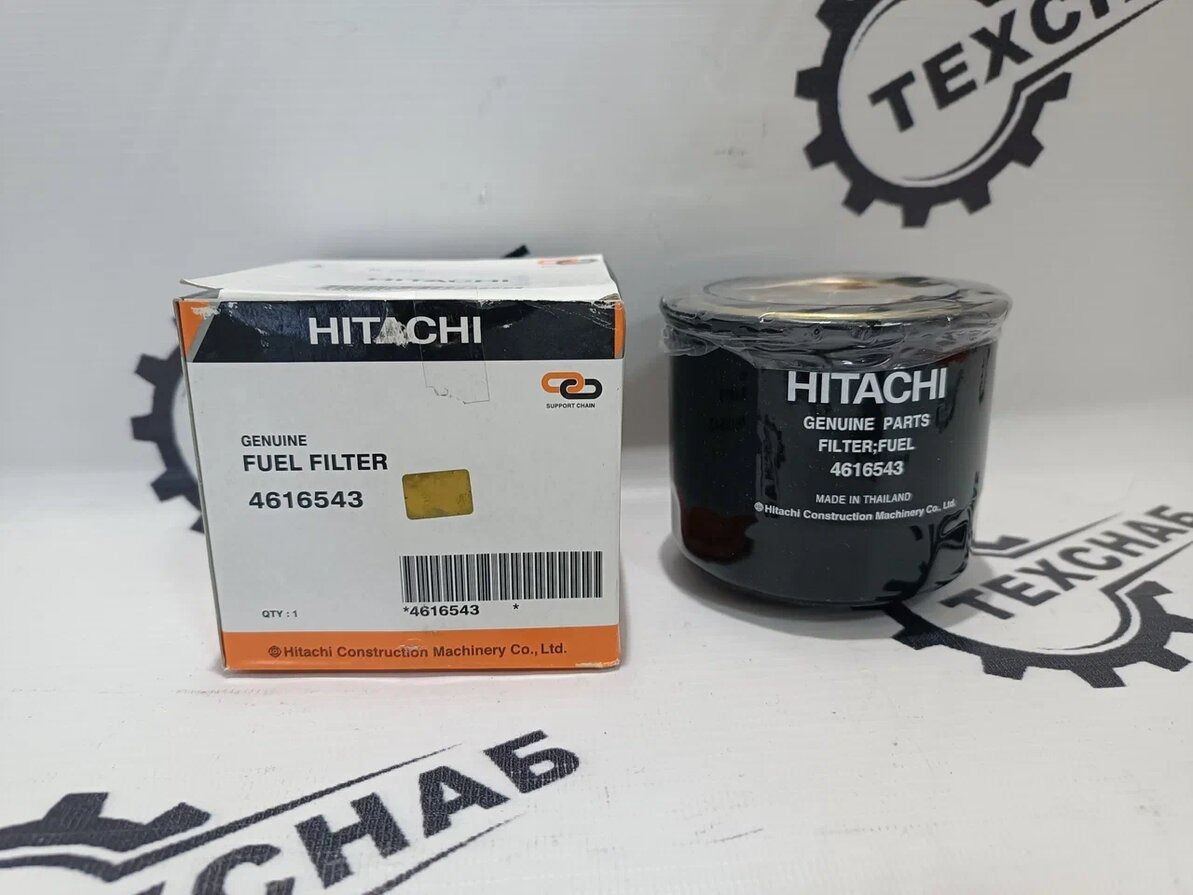 ТЕХСНАБ
HITACHI
HITACHI
SUPPORT CHAIN
GENUINE
FUEL FILTER
4616543
*4616543 *
QTY : 1
Hitachi Construction Machinery Co., Ltd.
HITACHI
GENUINE PARTS
FILTER;FUEL
4616543
MADE IN THAILAND
Hitachi Construction Machinery Co., Ltd.
ТЕХСНАБ